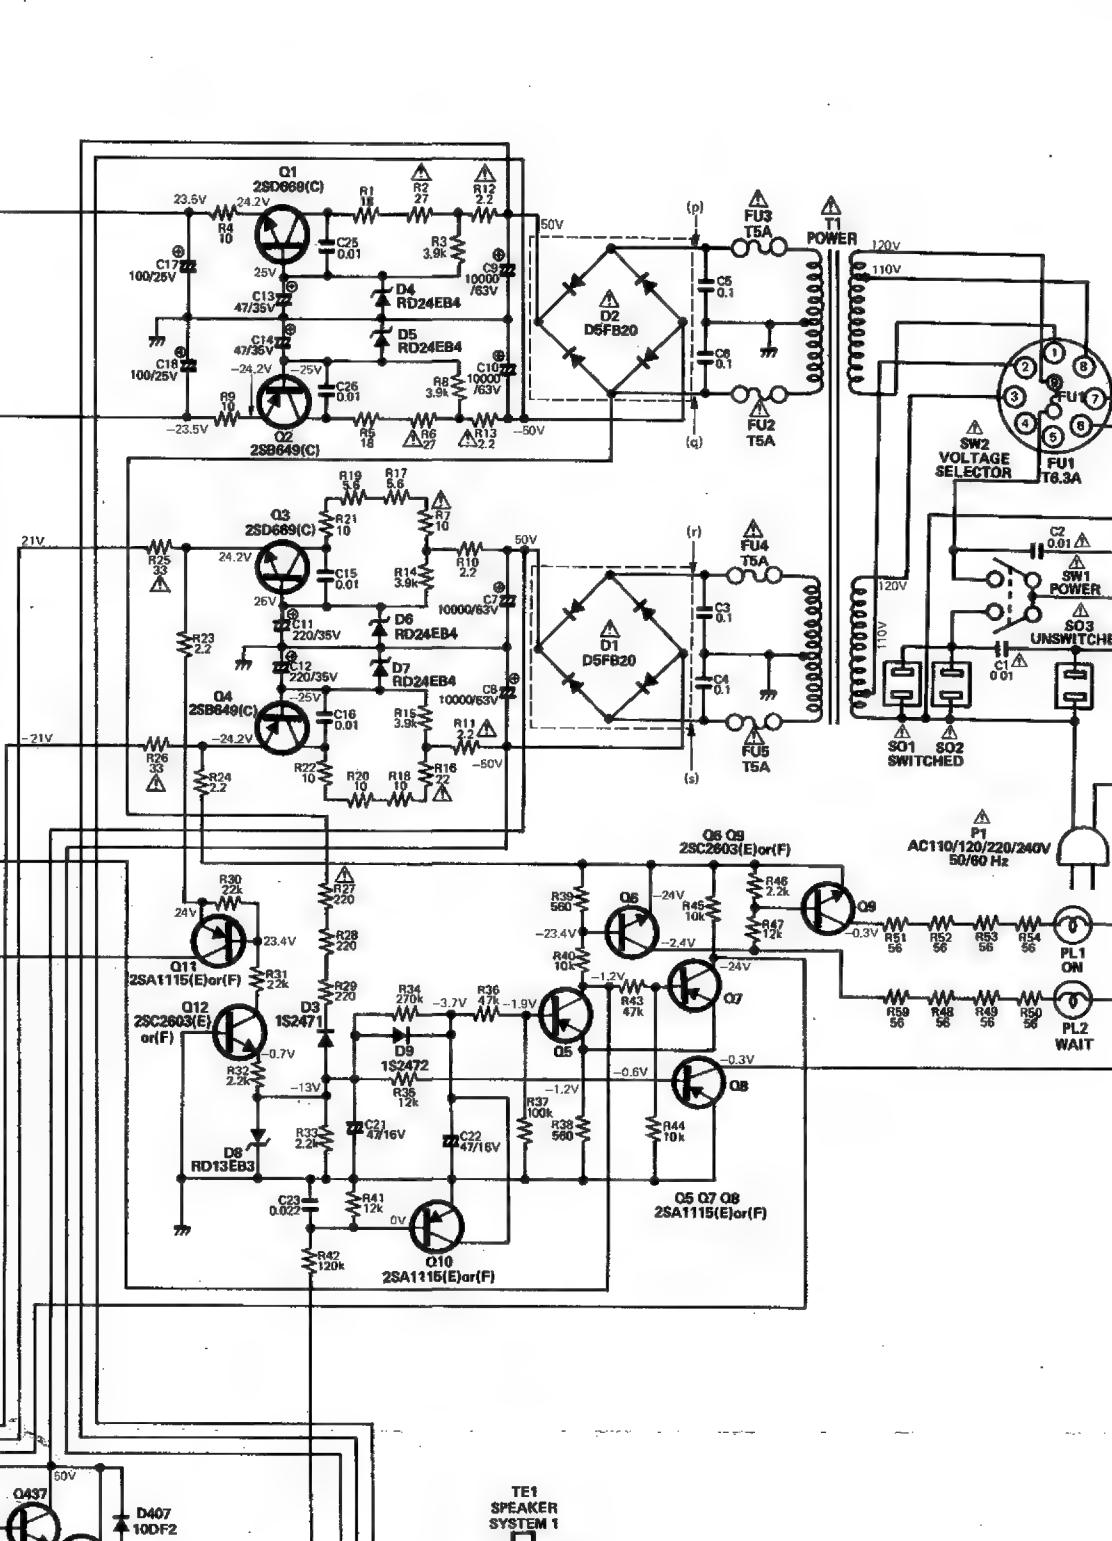 Q1
2SD669(C)
23.5V
24.2V
R4
10
R1
18
R2
27
R12
2.2
R3
3.9k
C25
0.01
C17
100/25V
25V
C13
47/35V
D4
RD24EB4
D5
RD24EB4
C9
10000
/63V
C14
47/35V
C18
100/25V
-24.2V
-25V
C26
0.01
R8
3.9k
C10
10000
/63V
R9
10
-23.5V
Q2
2SB649(C)
R5
18
R6
27
R13
2.2
-50V
50V
(p)
(q)
D2
D5FB20
C5
0.1
C6
0.1
FU3
T5A
FU2
T5A
T1
POWER
120V
110V
1
2
3
4
5
6
7
8
9
FU1
SW2
VOLTAGE
SELECTOR
FU1
T6.3A
Q3
2SD669(C)
21V
R25
33
24.2V
R19
5.6
R17
5.6
R21
10
R7
10
R10
2.2
50V
C15
0.01
R14
3.9k
25V
C11
220/35V
D6
RD24EB4
C7
10000/63V
R23
2.2
C12
220/35V
D7
RD24EB4
C8
10000/63V
-25V
Q4
2SB649(C)
-21V
-24.2V
R26
33
R24
2.2
C16
0.01
R15
3.9k
R11
2.2
-50V
R22
10
R20
10
R18
10
R16
22
(r)
(s)
D1
D5FB20
C3
0.1
C4
0.1
FU4
T5A
FU5
T5A
120V
110V
C2
0.01
SW1
POWER
SO3
UNSWITCHE
C1
0.01
SO1
SO2
SWITCHED
P1
AC110/120/220/240V
50/60 Hz
Q6 Q9
2SC2603(E)or(F)
R30
22k
24V
23.4V
Q11
2SA1115(E)or(F)
R31
22k
Q12
2SC2603(E)
or(F)
-0.7V
R32
2.2k
D8
RD13EB3
R27
220
R28
220
R29
220
D3
1S2471
-13V
R33
2.2k
R34
270k
-3.7V
R36
47k
-1.9V
D9
1S2472
R35
12k
C21
47/16V
C22
47/16V
C23
0.022
R41
12k
0V
R42
120k
Q10
2SA1115(E)or(F)
R39
560
-23.4V
R40
10k
-1.2V
Q6
-24V
-2.4V
R45
10k
R46
2.2k
R47
12k
Q9
-0.3V
R51
56
R52
56
R53
56
R54
56
PL1
ON
R43
47k
-24V
Q7
Q5
R59
56
R48
56
R49
56
R50
56
PL2
WAIT
-0.6V
-0.3V
Q8
-1.2V
R37
100k
R38
560
R44
10k
Q5 Q7 Q8
2SA1115(E)or(F)
50V
Q437
D407
10DF2
TE1
SPEAKER
SYSTEM 1